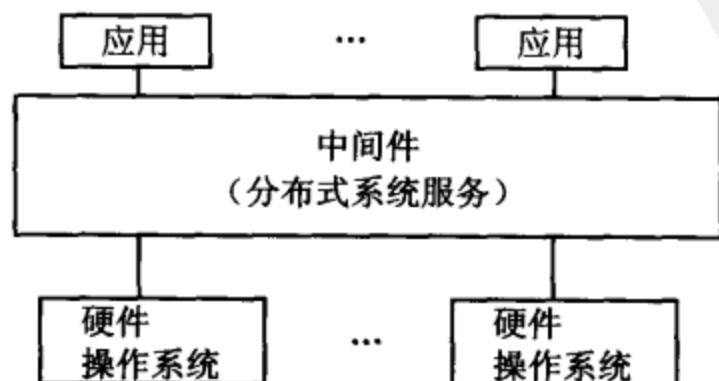 应用 … 应用
中间件
（分布式系统服务）
硬件 … 硬件
操作系统 操作系统